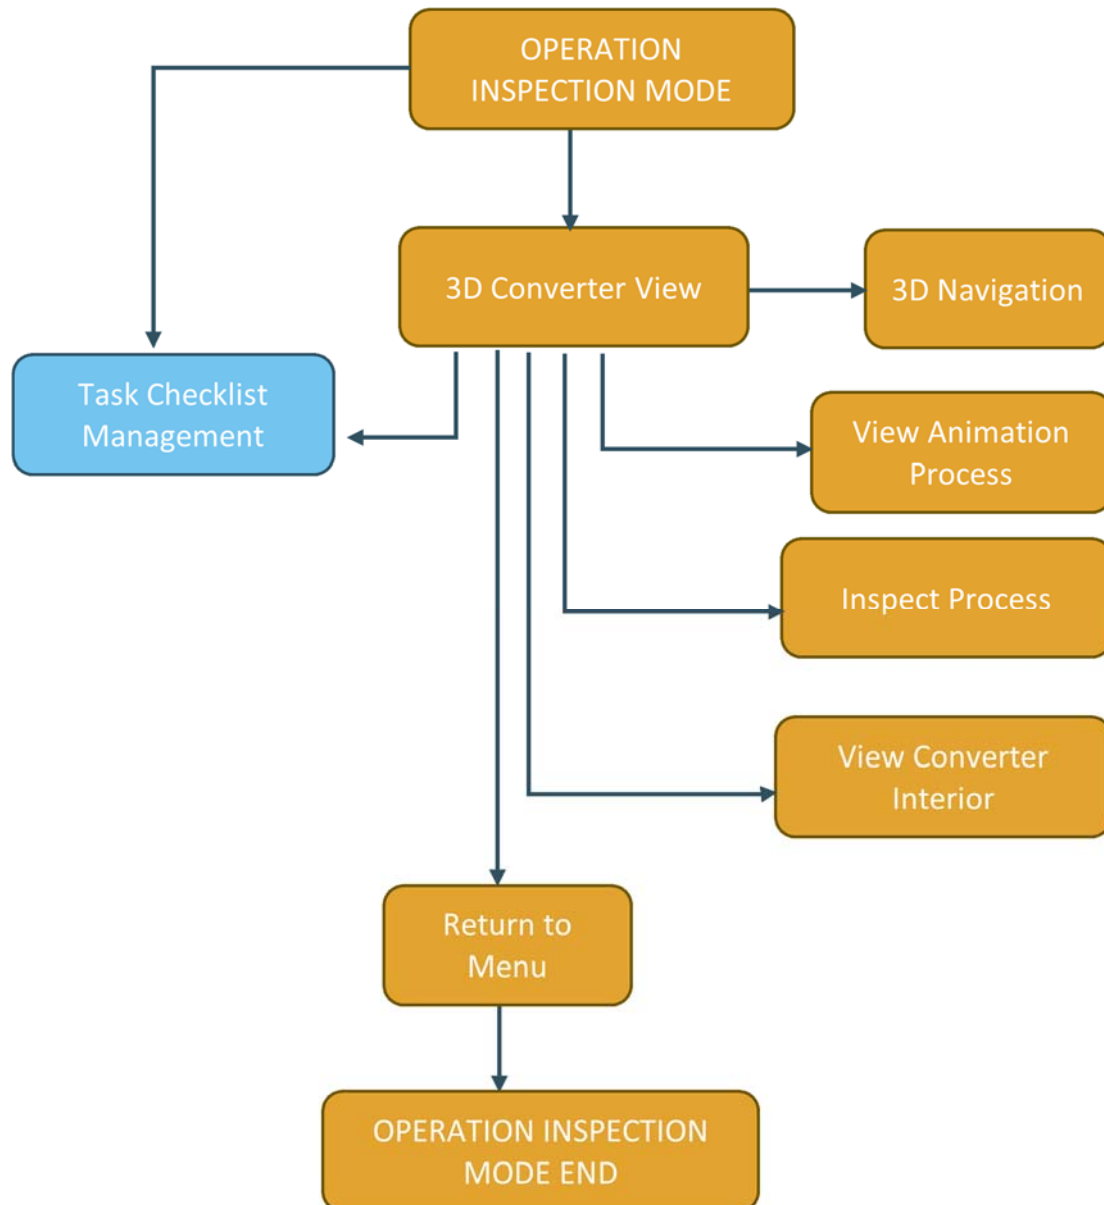 OPERATION
INSPECTION MODE
3D Converter View
3D Navigation
Task Checklist
Management
View Animation
Process
Inspect Process
View Converter
Interior
Return to
Menu
OPERATION INSPECTION
MODE END